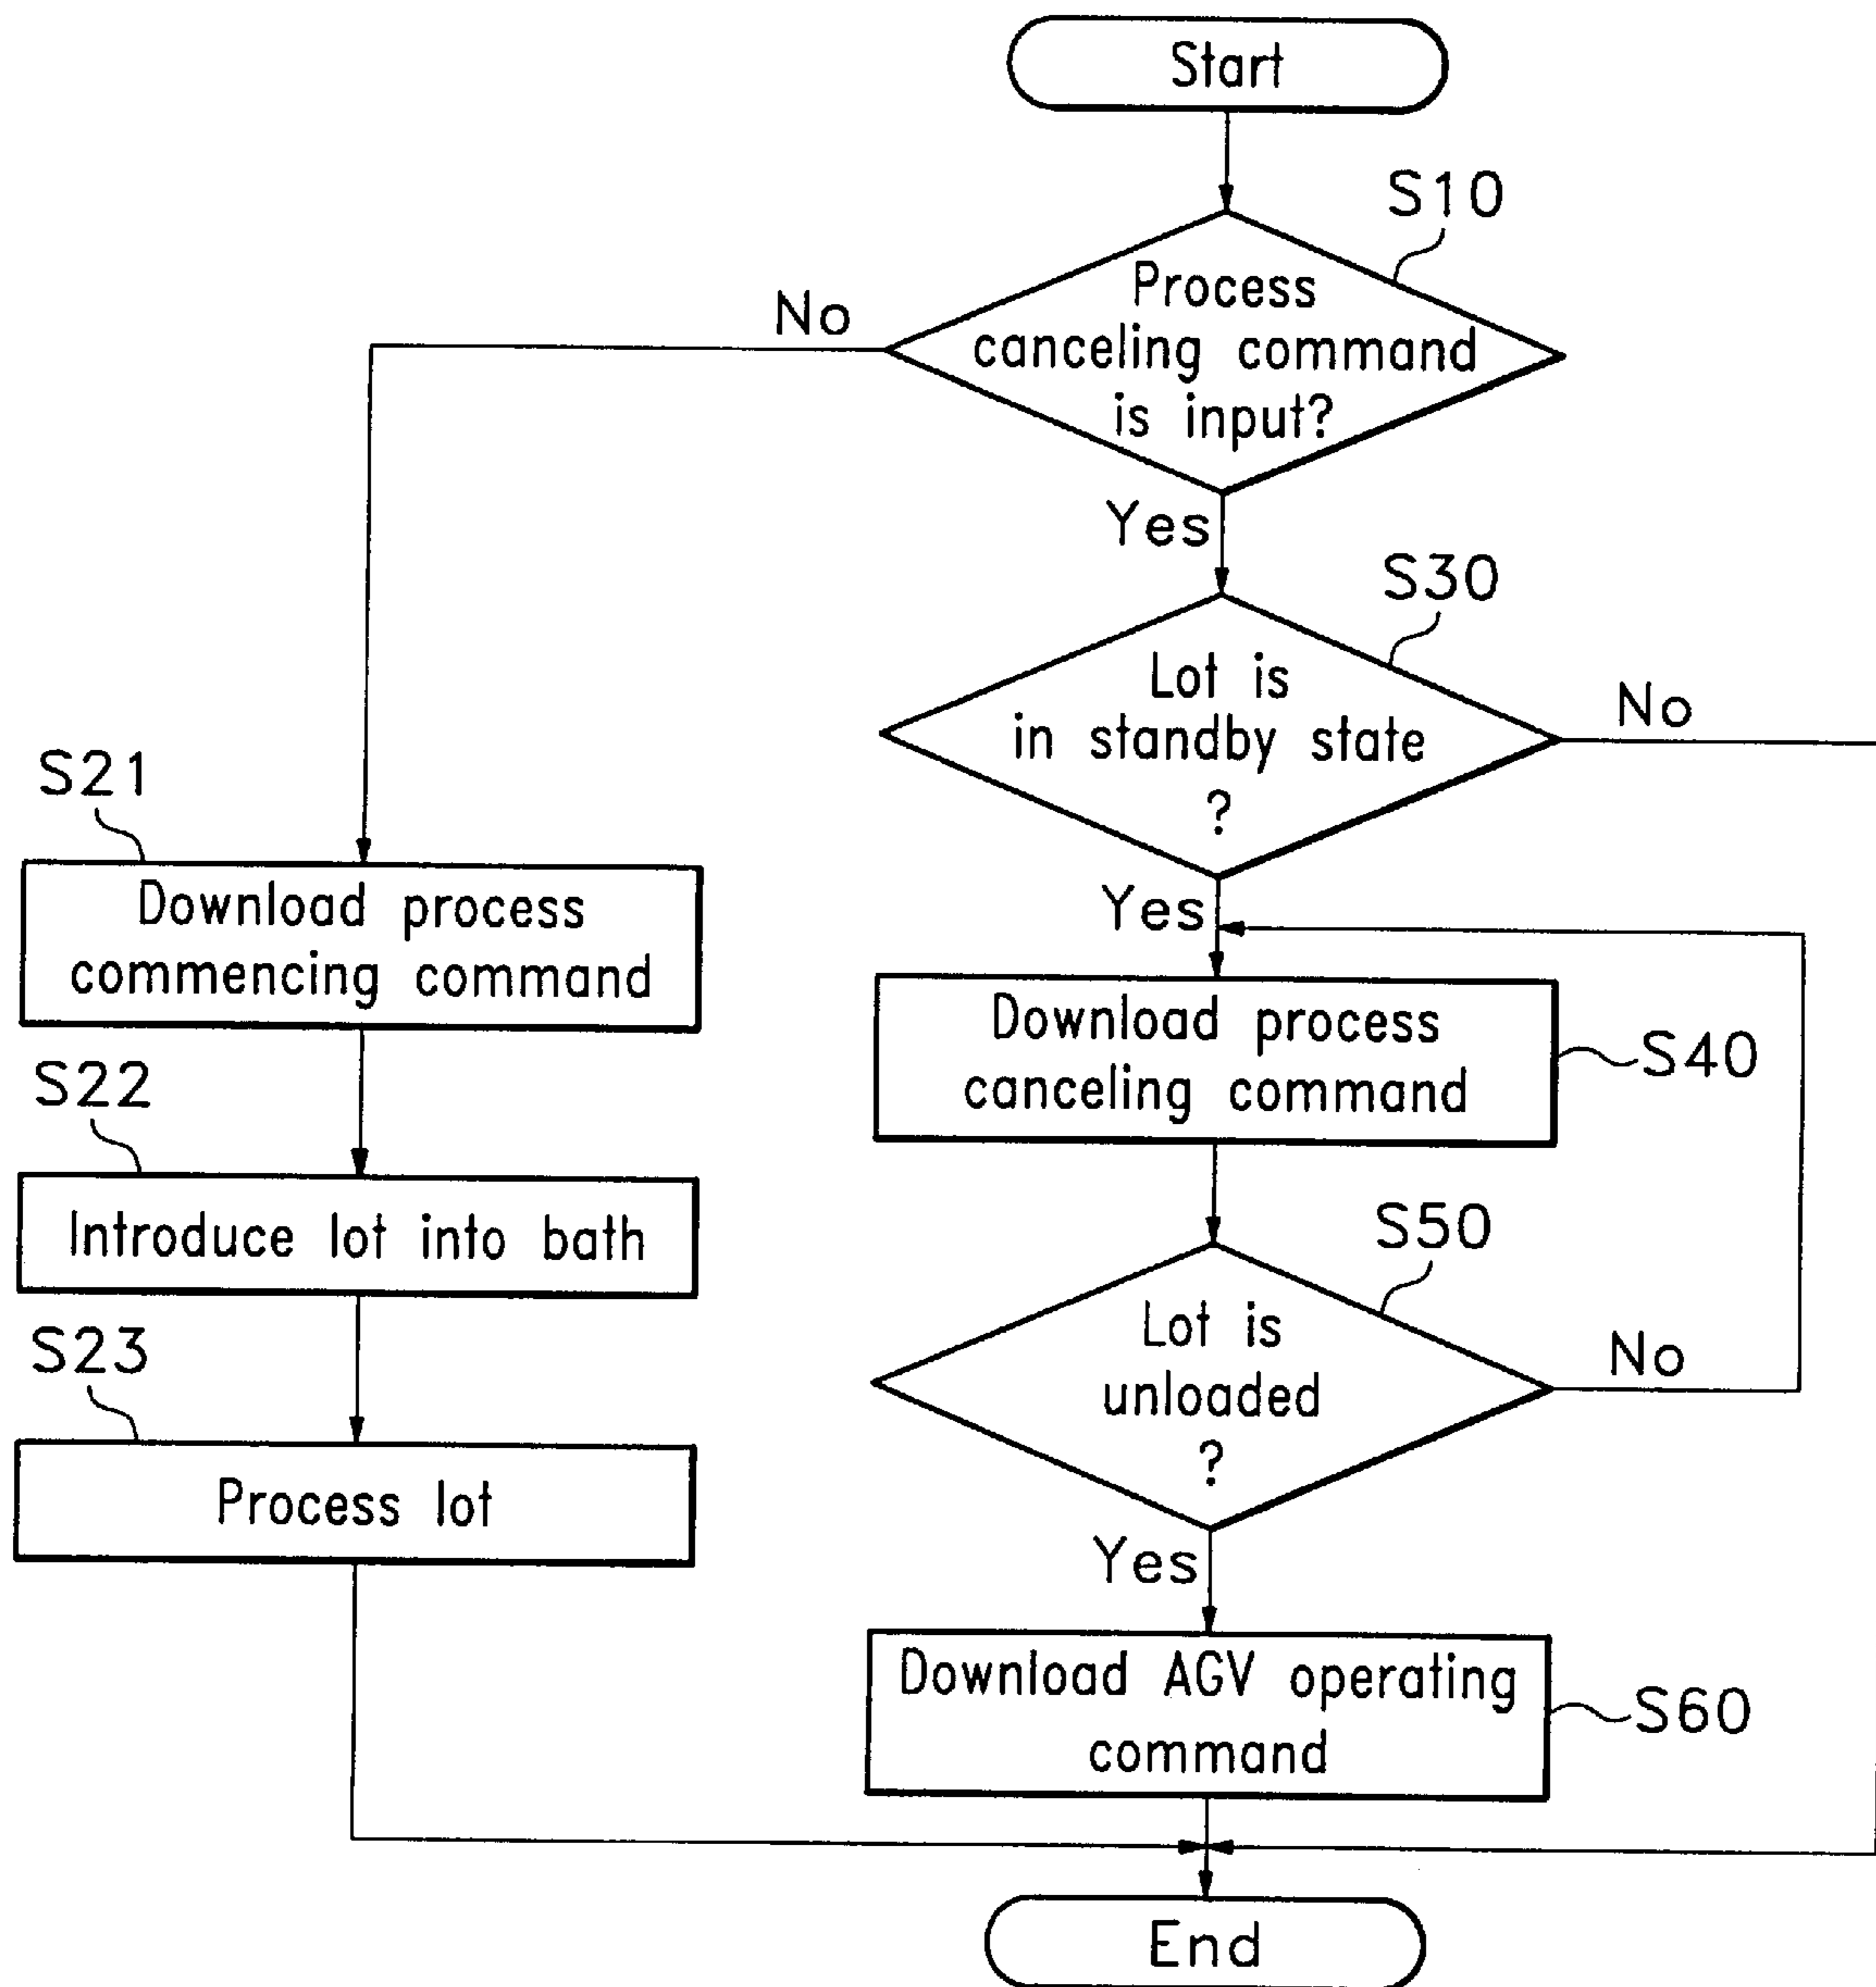 Start
S10
Process
canceling command
is input?
No
Yes
S30
Lot is
in standby state
?
No
Yes
S21
Download process
commencing command
Download process
canceling command
S40
S22
Introduce lot into bath
S50
Lot is
unloaded
?
No
Yes
S23
Process lot
Download AGV operating
command
S60
End